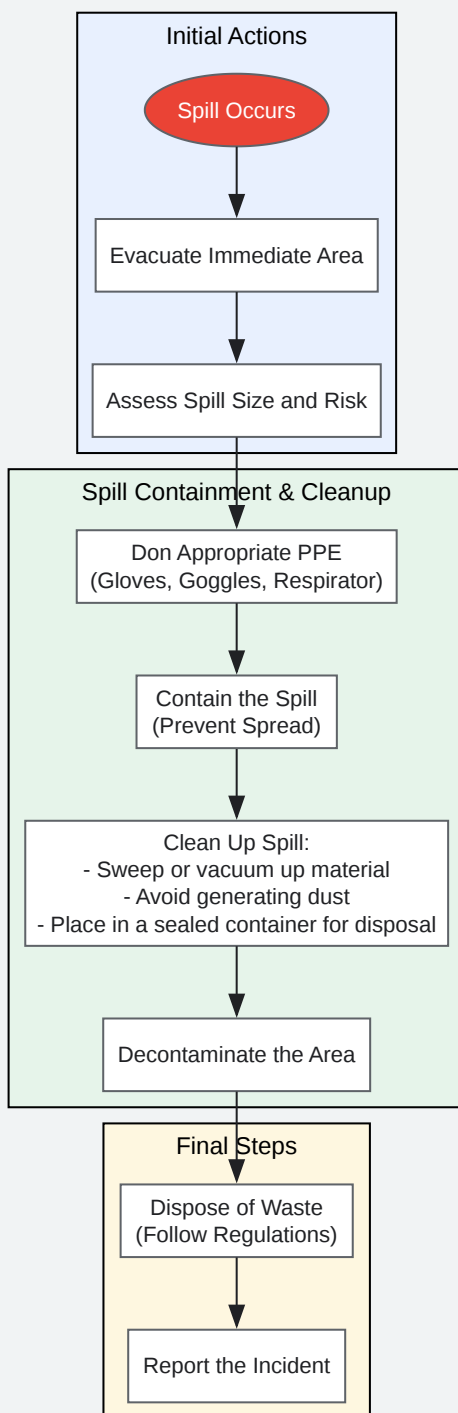 Initial Actions
Spill Occurs
Evacuate Immediate Area
Assess Spill Size and Risk
Spill Containment & Cleanup
Don Appropriate PPE
(Gloves, Goggles, Respirator)
Contain the Spill
(Prevent Spread)
Clean Up Spill:
- Sweep or vacuum up material
- Avoid generating dust
- Place in a sealed container for disposal
Decontaminate the Area
Final Steps
Dispose of Waste
(Follow Regulations)
Report the Incident